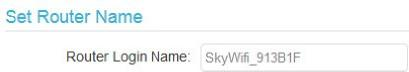 Set Router Name
Router Login Name: SkyWifi_913B1F